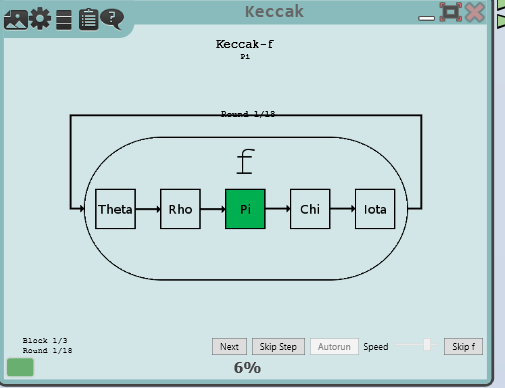 Keccak
Keccak-f
Pi
Round 1/18
f
Theta
Rho
Pi
Chi
Iota
Block 1/3
Round 1/18
Next
Skip Step
Autorun
Speed
Skip f
6%